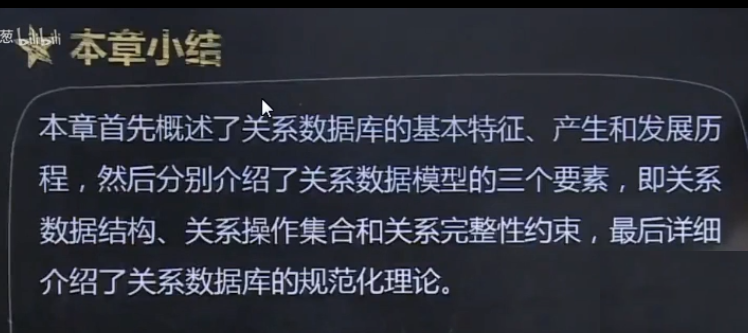 葱 bilibili
本章小结
本章首先概述了关系数据库的基本特征、产生和发展历
程，然后分别介绍了关系数据模型的三个要素，即关系
数据结构、关系操作集合和关系完整性约束，最后详细
介绍了关系数据库的规范化理论。